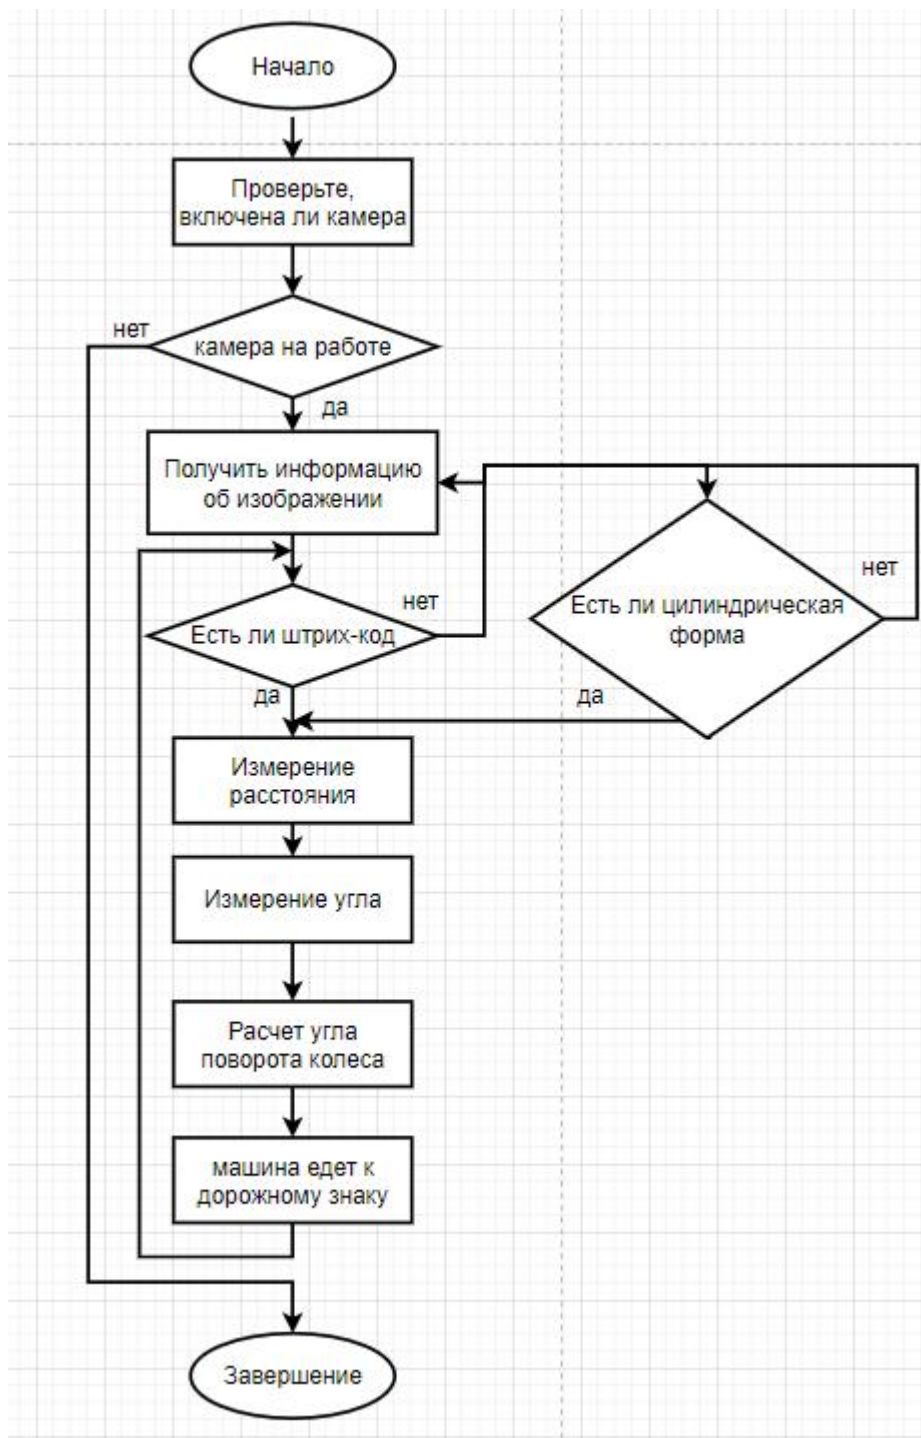 Начало
Проверьте,
включена ли камера
нет
камера на работе
да
Получить информацию
об изображении
нет
Есть ли штрих-код
да
нет
Есть ли цилиндрическая
форма
да
Измерение
расстояния
Измерение угла
Расчет угла
поворота колеса
машина едет к
дорожному знаку
Завершение